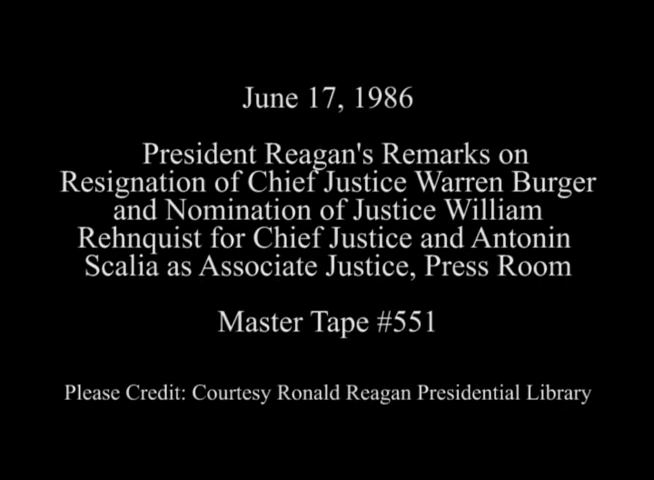 June 17, 1986
President Reagan's Remarks on
Resignation of Chief Justice Warren Burger
and Nomination of Justice William
Rehnquist for Chief Justice and Antonin
Scalia as Associate Justice, Press Room
Master Tape #551
Please Credit: Courtesy Ronald Reagan Presidential Library